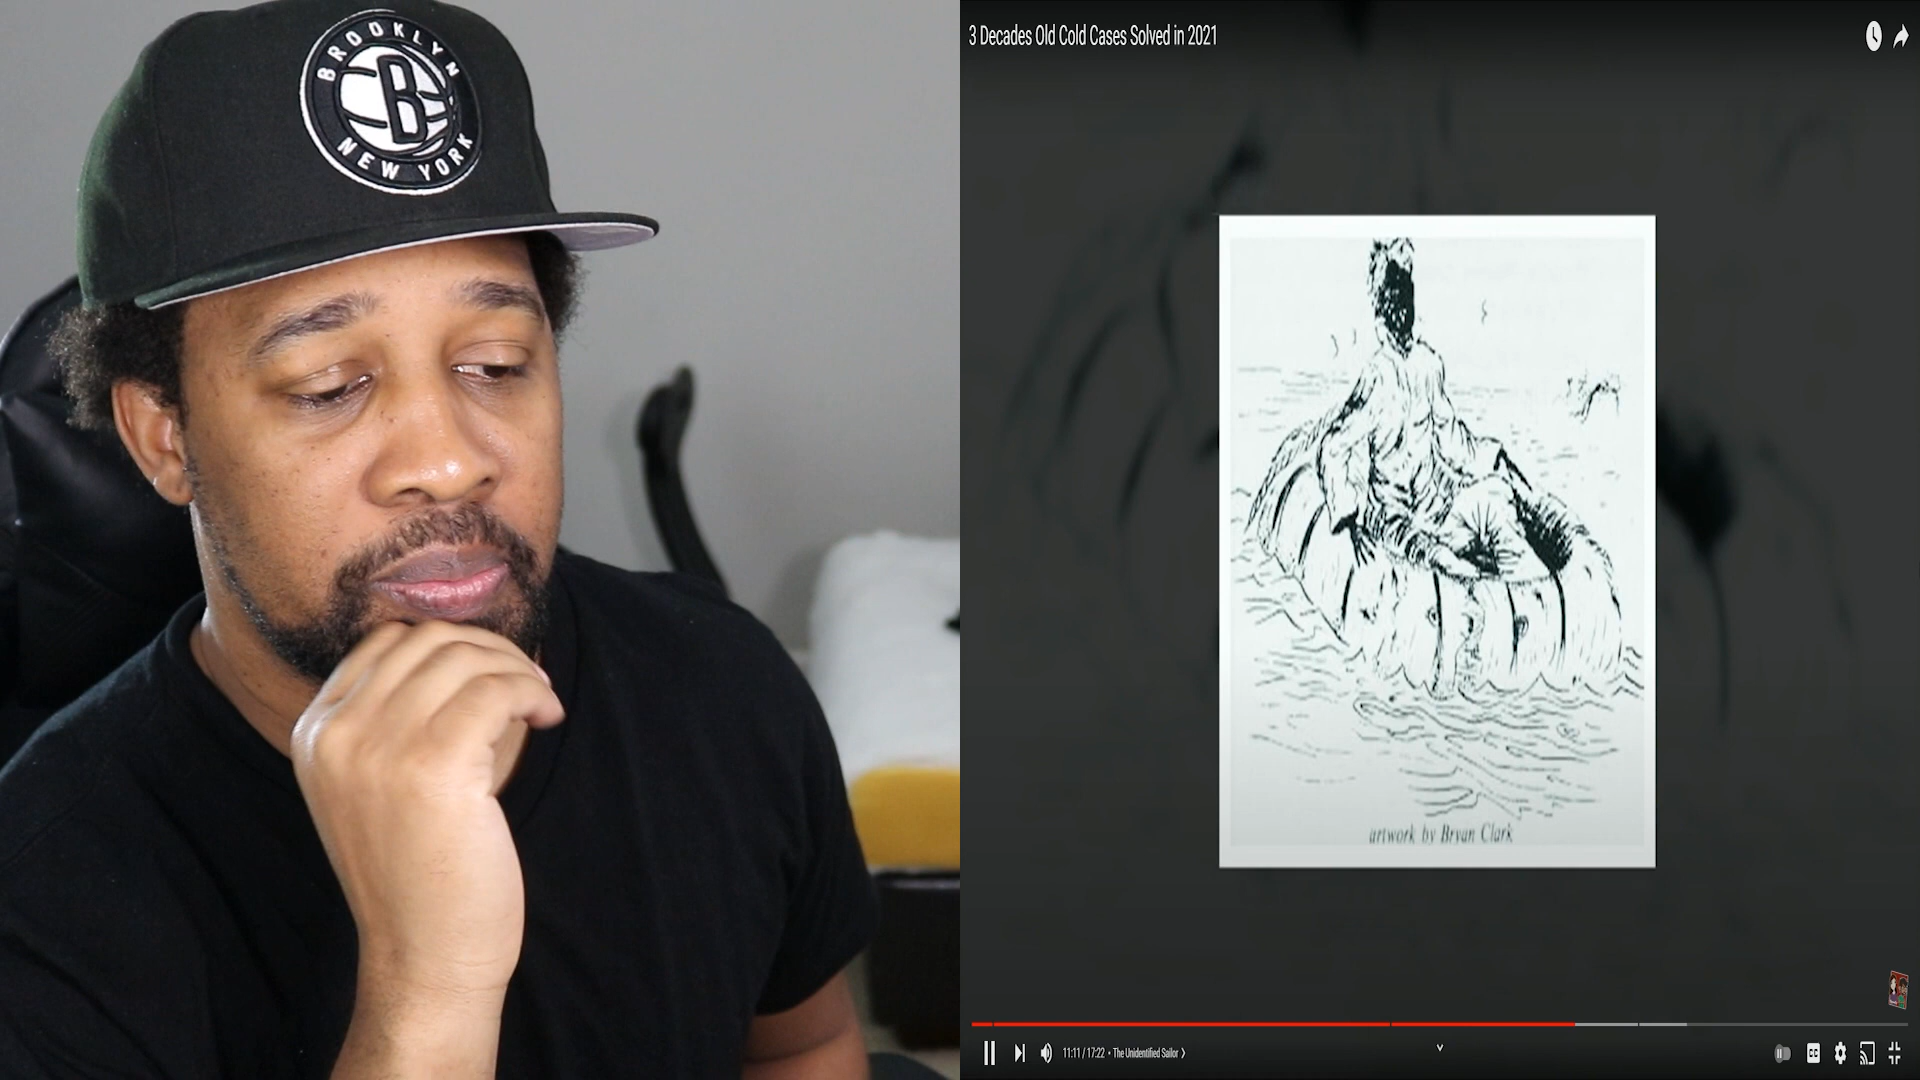 BROOKLYN
B
NEW YORK
3 Decades Old Cold Cases Solved in 2021
artwork by Bryan Clark
11:11 / 17:22 • The Unidentified Sailor
CC